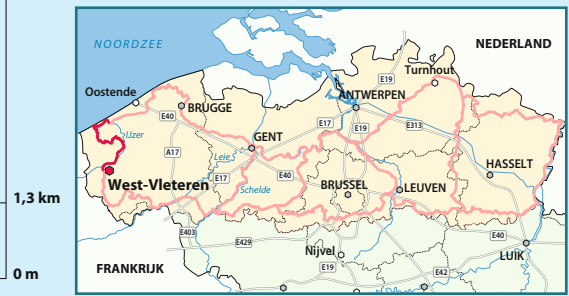 NOORDZEE
NEDERLAND
Turnhout
E19
Oostende
ANTWERPEN
BRUGGE
E40
E17
E19
E313
IJzer
GENT
A17
Leie
E17
E40
HASSELT
West-Vleteren
Schelde
BRUSSEL
LEUVEN
1,3 km
E403
E429
E40
Nijvel
LUIK
FRANKRIJK
E19
E42
0 m